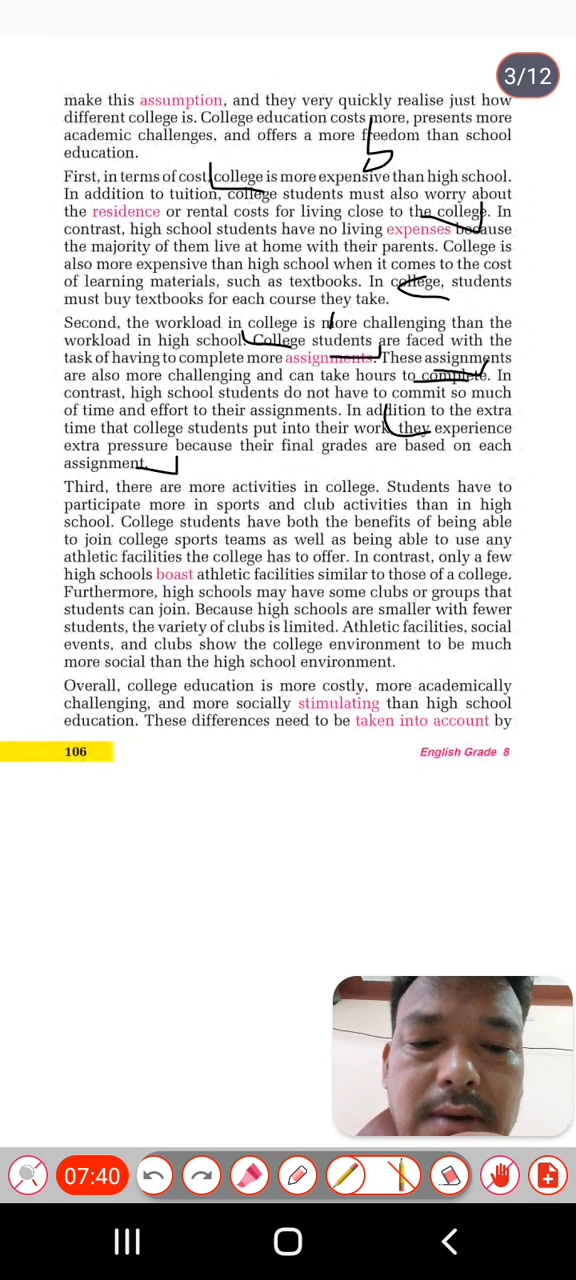 3/12
make this assumption, and they very quickly realise just how
different college is. College education costs more, presents more
academic challenges, and offers a more freedom than school
education.
First, in terms of cost, college is more expensive than high school.
In addition to tuition, college students must also worry about
the residence or rental costs for living close to the college. In
contrast, high school students have no living expenses because
the majority of them live at home with their parents. College is
also more expensive than high school when it comes to the cost
of learning materials, such as textbooks. In college, students
must buy textbooks for each course they take.
Second, the workload in college is more challenging than the
workload in high school. College students are faced with the
task of having to complete more assignments. These assignments
are also more challenging and can take hours to complete. In
contrast, high school students do not have to commit so much
of time and effort to their assignments. In addition to the extra
time that college students put into their work, they experience
extra pressure because their final grades are based on each
assignment.
Third, there are more activities in college. Students have to
participate more in sports and club activities than in high
school. College students have both the benefits of being able
to join college sports teams as well as being able to use any
athletic facilities the college has to offer. In contrast, only a few
high schools boast athletic facilities similar to those of a college.
Furthermore, high schools may have some clubs or groups that
students can join. Because high schools are smaller with fewer
students, the variety of clubs is limited. Athletic facilities, social
events, and clubs show the college environment to be much
more social than the high school environment.
Overall, college education is more costly, more academically
challenging, and more socially stimulating than high school
education. These differences need to be taken into account by
106
English Grade 8
07:40